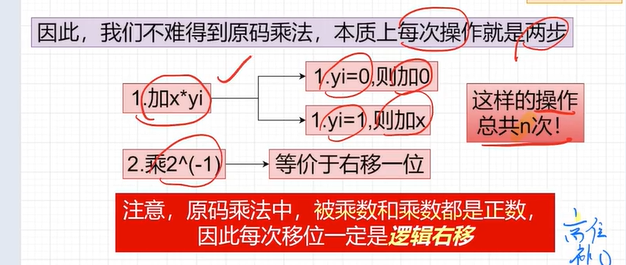 因此，我们不难得到原码乘法，本质上每次操作就是两步
1.加x*yi
1.yi=0,则加0
1.yi=1,则加x
这样的操作
总共n次！
2.乘2^(-1)
等价于右移一位
注意，原码乘法中，被乘数和乘数都是正数，
因此每次移位一定是逻辑右移
高位
补0